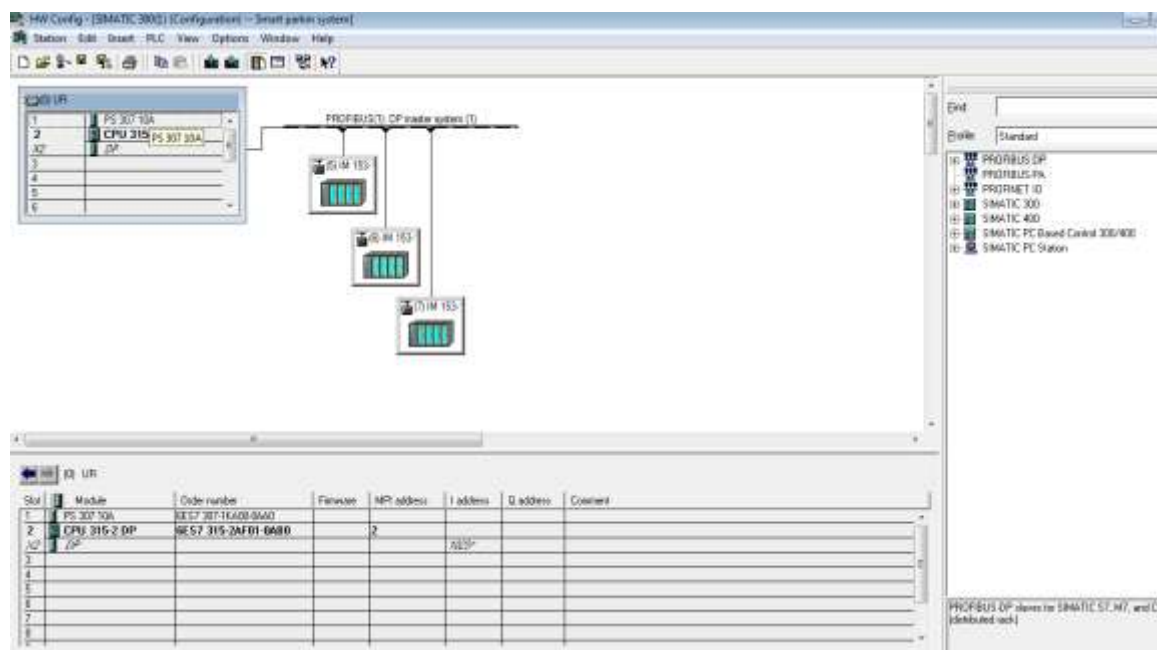 HW Config - [SIMATIC 300(1) (Configuration) -- Smart parkin system]
Station Edit Insert PLC View Options Window Help
(0) UR
1 PS 307 10A
2 CPU 315
PS 307 10A
X2 DP
3
4
5
6
PROFIBUS(1): DP master system (1)
(5) IM 153-
(6) IM 153-
(7) IM 153-
Find:
Profile: Standard
PROFIBUS DP
PROFIBUS-PA
PROFINET IO
SIMATIC 300
SIMATIC 400
SIMATIC PC Based Control 300/400
SIMATIC PC Station
(0) UR
Slot Module Order number Firmware MPI address I address Q address Comment
1 PS 307 10A 6ES7 307-1KA00-0AA0
2 CPU 315-2 DP 6ES7 315-2AF01-0AB0 2
X2 DP
3
4
5
6
7
8
PROFIBUS-DP slaves for SIMATIC S7, M7, and C
(distributed rack)